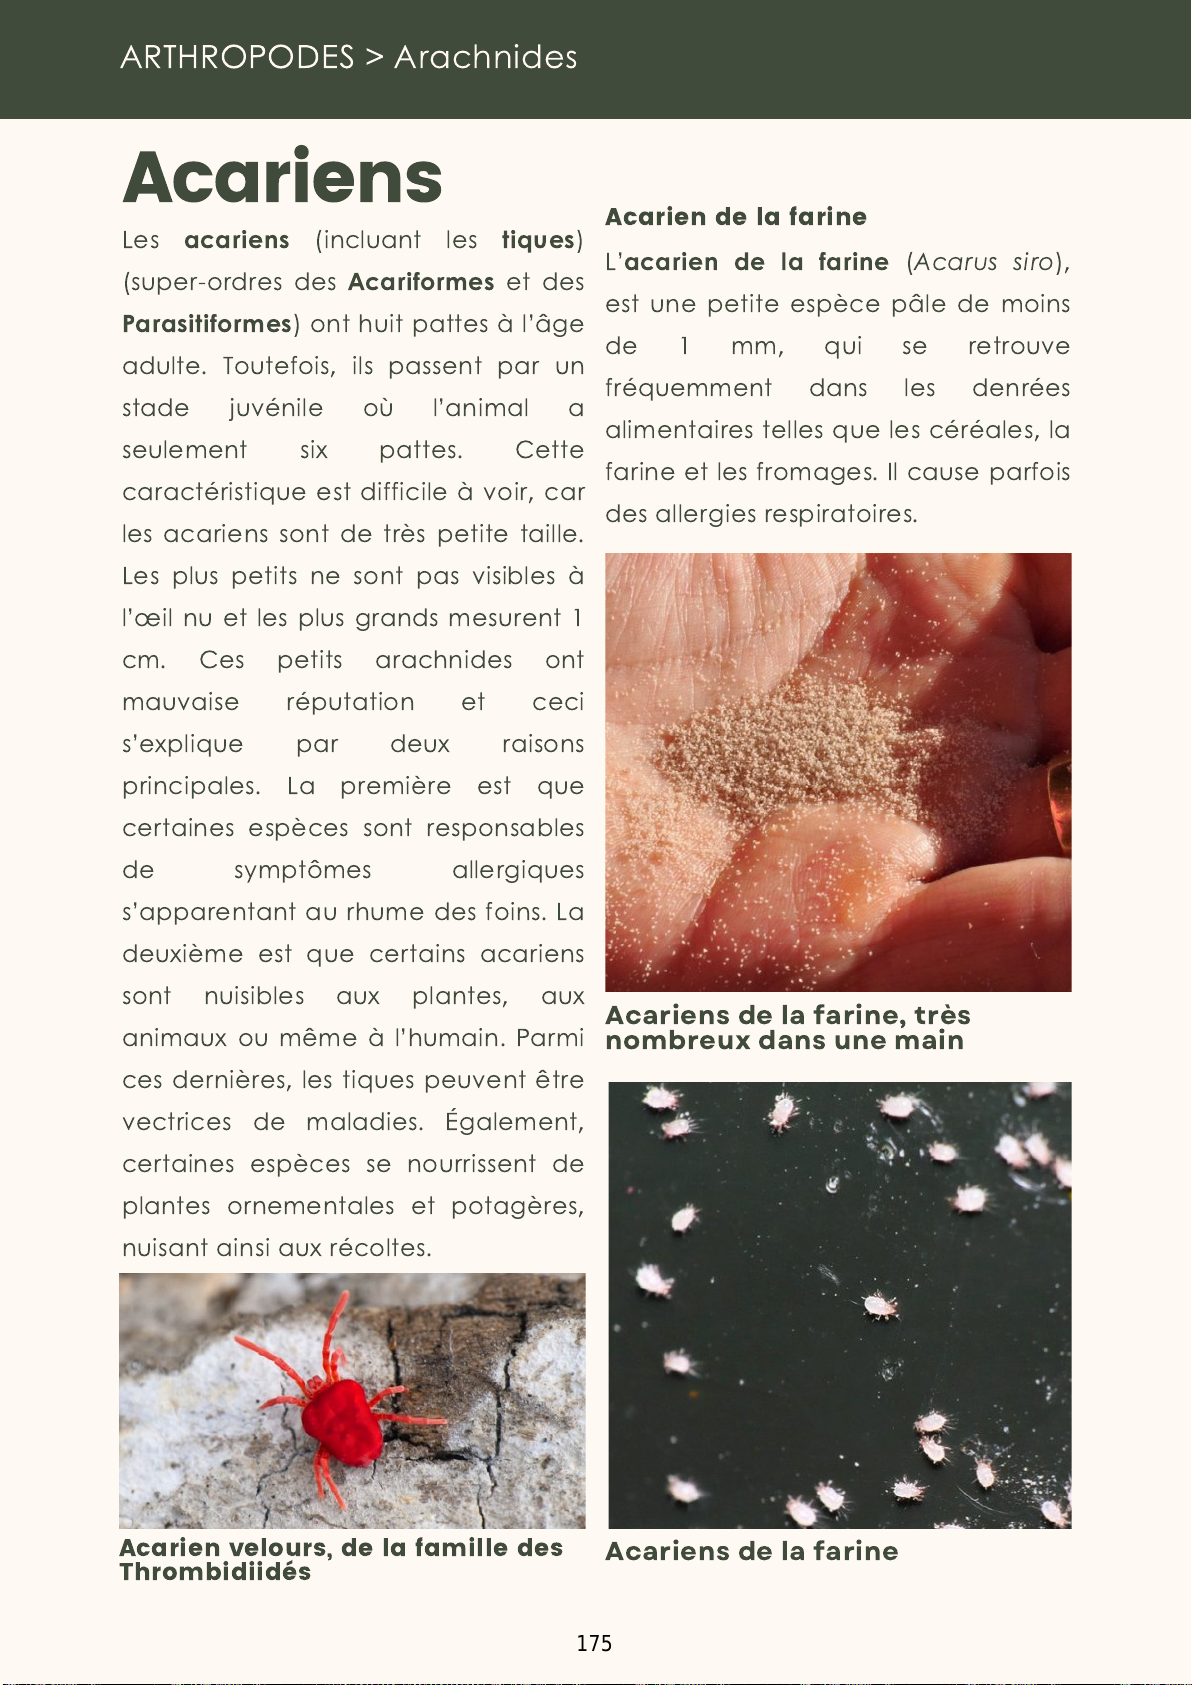 ARTHROPODES > Arachnides
Acariens
Les acariens (incluant les tiques)
(super-ordres des Acariformes et des
Parasitiformes) ont huit pattes à l'âge
adulte. Toutefois, ils passent par un
stade juvénile où l'animal a
seulement six pattes. Cette
caractéristique est difficile à voir, car
les acariens sont de très petite taille.
Les plus petits ne sont pas visibles à
l'œil nu et les plus grands mesurent 1
cm. Ces petits arachnides ont
mauvaise réputation et ceci
s'explique par deux raisons
principales. La première est que
certaines espèces sont responsables
de symptômes allergiques
s'apparentant au rhume des foins. La
deuxième est que certains acariens
sont nuisibles aux plantes, aux
animaux ou même à l'humain. Parmi
ces dernières, les tiques peuvent être
vectrices de maladies. Également,
certaines espèces se nourrissent de
plantes ornementales et potagères,
nuisant ainsi aux récoltes.
Acarien velours, de la famille des
Thrombidiidés
Acarien de la farine
L'acarien de la farine (Acarus siro),
est une petite espèce pâle de moins
de 1 mm, qui se retrouve
fréquemment dans les denrées
alimentaires telles que les céréales, la
farine et les fromages. Il cause parfois
des allergies respiratoires.
Acariens de la farine, très
nombreux dans une main
Acariens de la farine
175